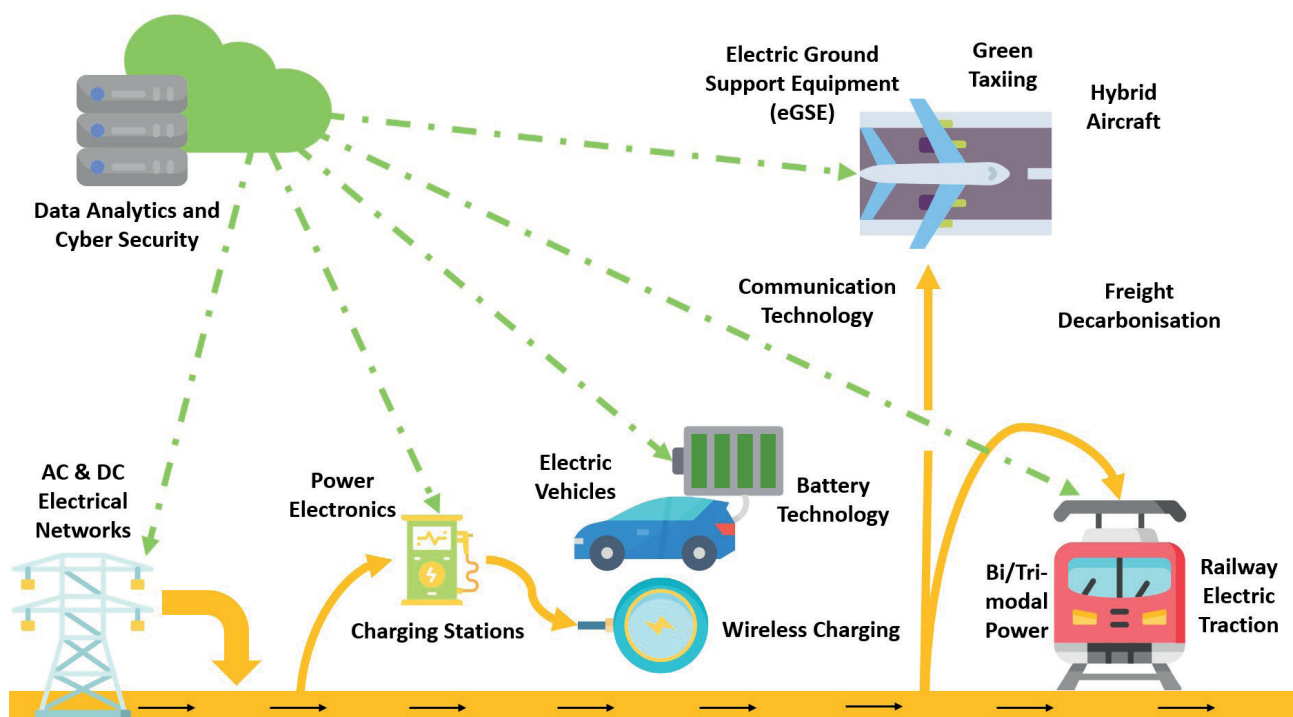 Electric Ground
Support Equipment
(eGSE)
Green
Taxiing
Hybrid
Aircraft
Data Analytics and
Cyber Security
Communication
Technology
Freight
Decarbonisation
AC & DC
Electrical
Networks
Power
Electronics
Electric
Vehicles
Battery
Technology
Charging Stations
Wireless Charging
Bi/Tri-
modal
Power
Railway
Electric
Traction